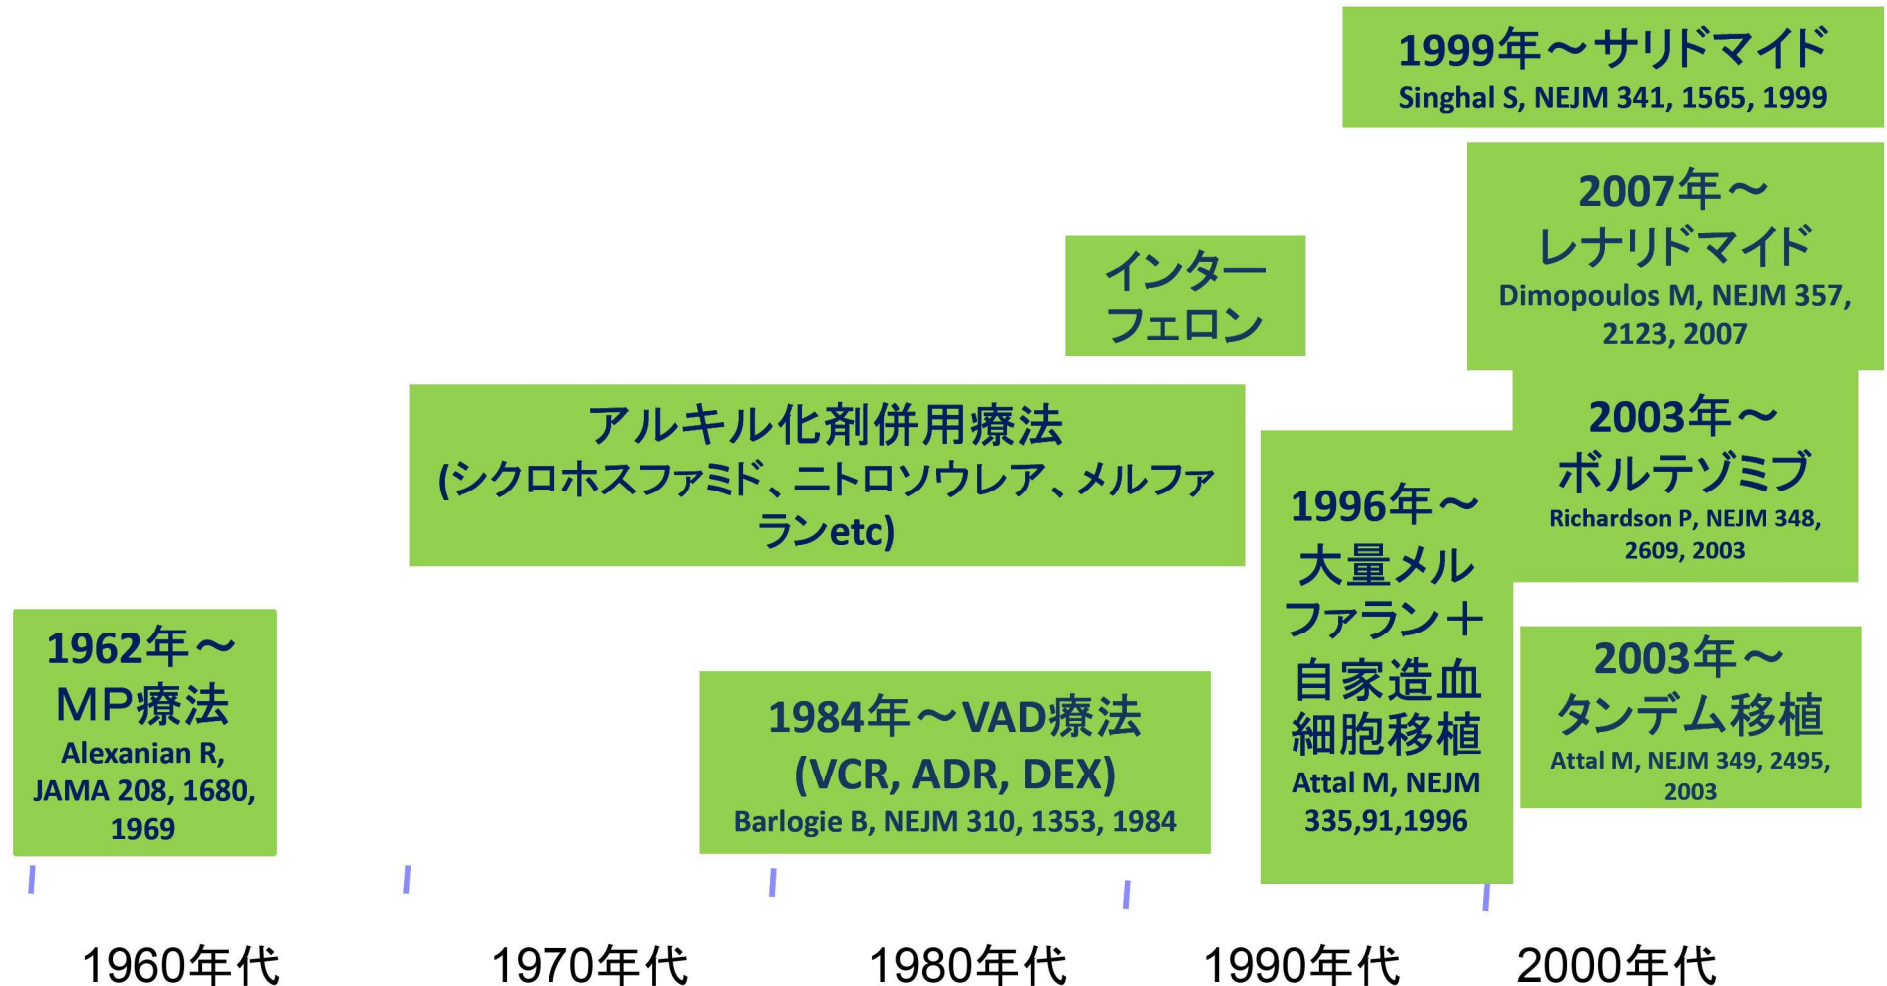 1999年～サリドマイド
Singhal S, NEJM 341, 1565, 1999
2007年～
レナリドマイド
Dimopoulos M, NEJM 357,
2123, 2007
インター
フェロン
アルキル化剤併用療法
(シクロホスファミド、ニトロソウレア、メルファ
ランetc)
2003年～
ボルテゾミブ
Richardson P, NEJM 348,
2609, 2003
1996年～
大量メル
ファラン＋
自家造血
細胞移植
Attal M, NEJM
335,91,1996
1962年～
ＭＰ療法
Alexanian R,
JAMA 208, 1680,
1969
1984年～VAD療法
(VCR, ADR, DEX)
Barlogie B, NEJM 310, 1353, 1984
2003年～
タンデム移植
Attal M, NEJM 349, 2495,
2003
1960年代
1970年代
1980年代
1990年代
2000年代